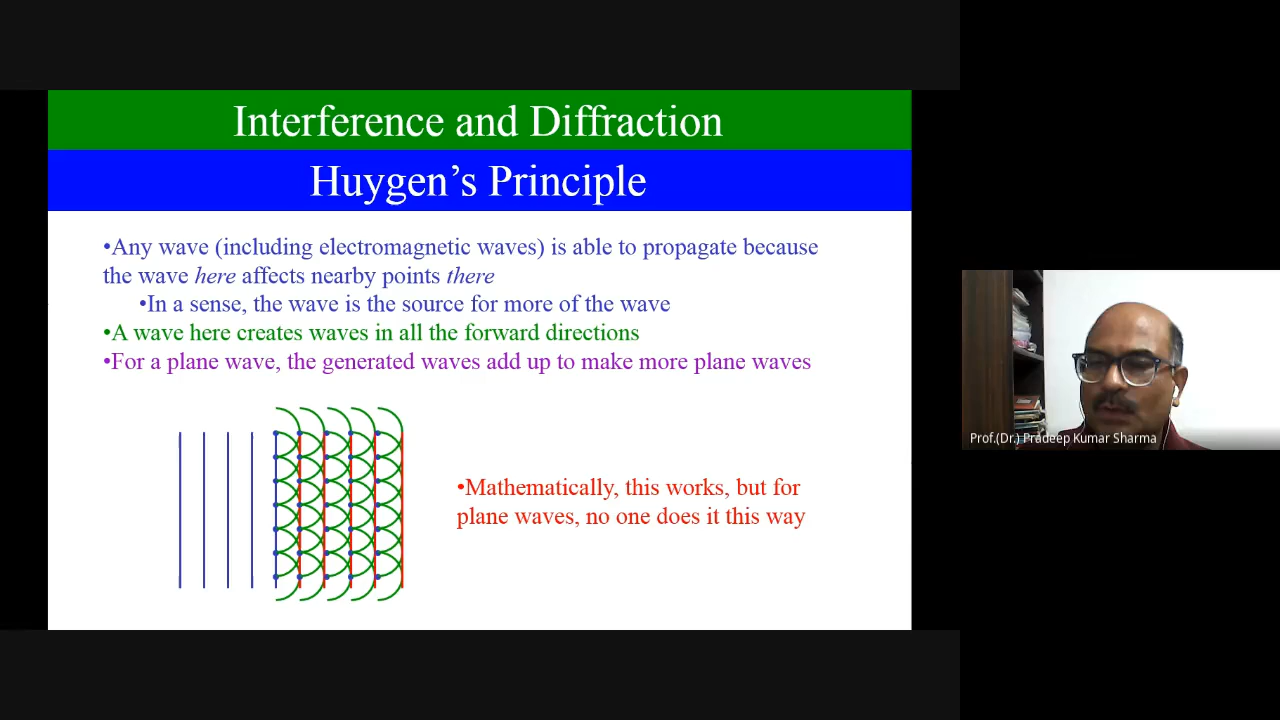 Interference and Diffraction
Huygen’s Principle
•Any wave (including electromagnetic waves) is able to propagate because
the wave here affects nearby points there
•In a sense, the wave is the source for more of the wave
•A wave here creates waves in all the forward directions
•For a plane wave, the generated waves add up to make more plane waves
•Mathematically, this works, but for
plane waves, no one does it this way
Prof.(Dr.) Pradeep Kumar Sharma